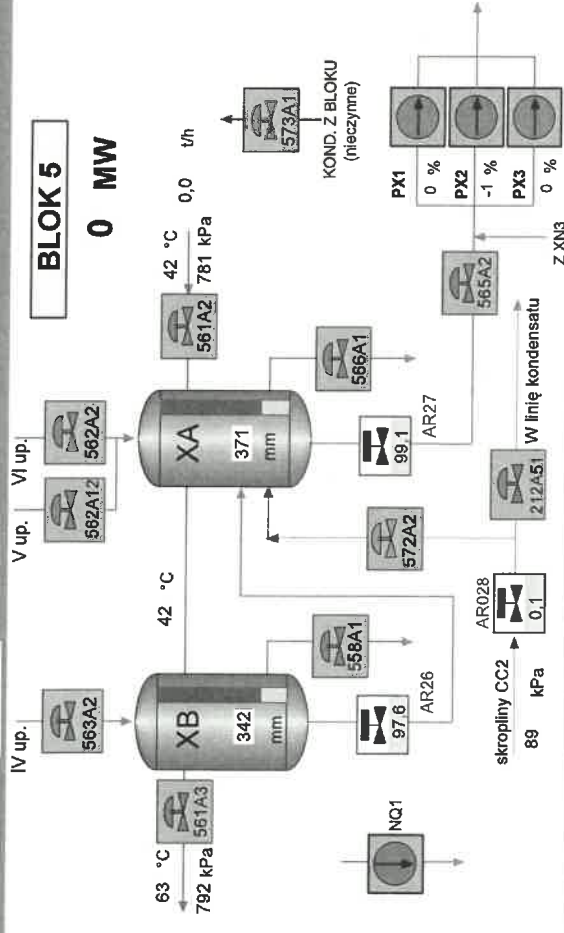 BLOK 5
0 MW
IV up.
V up.
VI up.
563A2
562A12
562A2
63 °C
792 kPa
561A3
XB
342
mm
42 °C
XA
371
mm
561A2
42 °C
781 kPa
0,0 t/h
573A1
KOND. Z BLOKU
(nieczynne)
558A1
566A1
97,6
AR26
99,1
AR27
572A2
565A2
PX1
0 %
PX2
-1 %
PX3
0 %
Z XN3
NQ1
skropliny CC2
89 kPa
AR028
0,1
212A51
W linię kondensatu